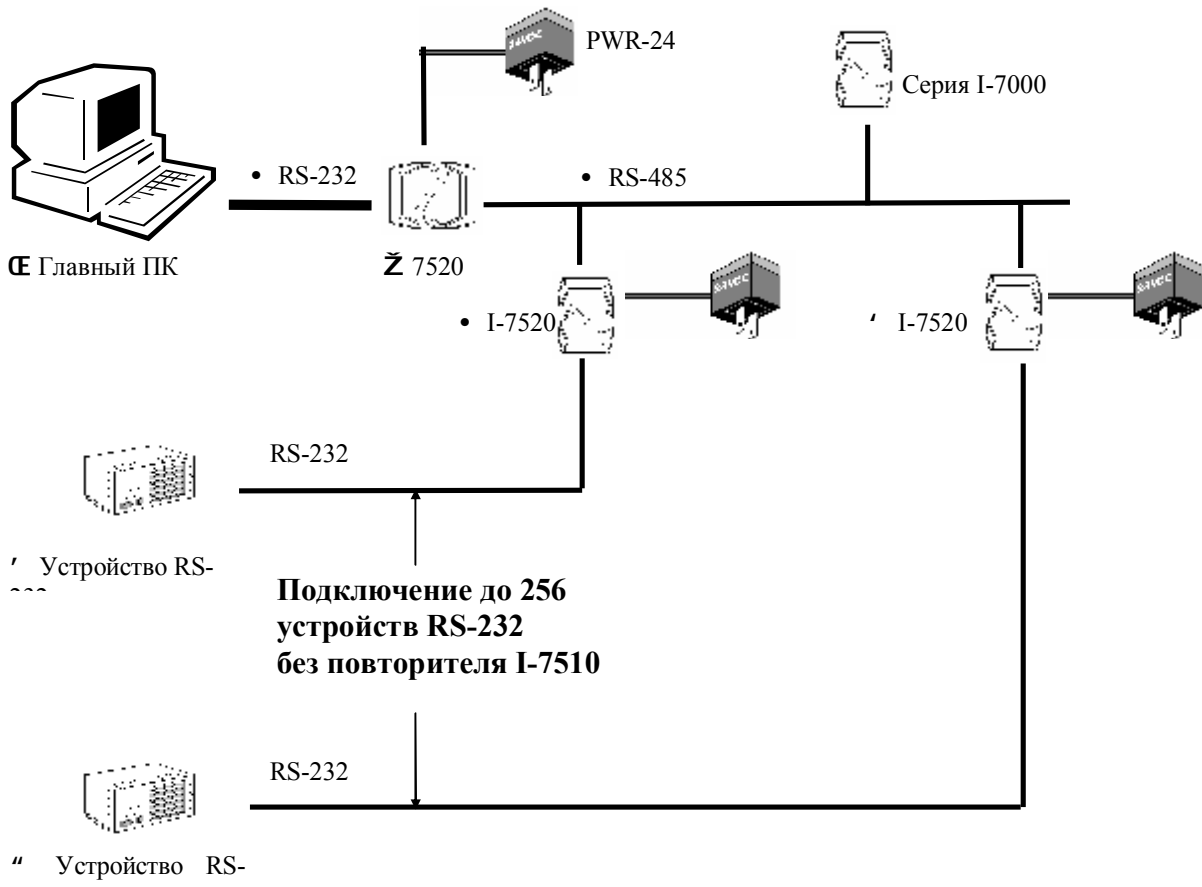 PWR-24
Серия I-7000
• RS-232
• RS-485
Œ Главный ПК
Ž 7520
• I-7520
‘ I-7520
RS-232
’ Устройство RS-
Подключение до 256
устройств RS-232
без повторителя I-7510
RS-232
“ Устройство RS-